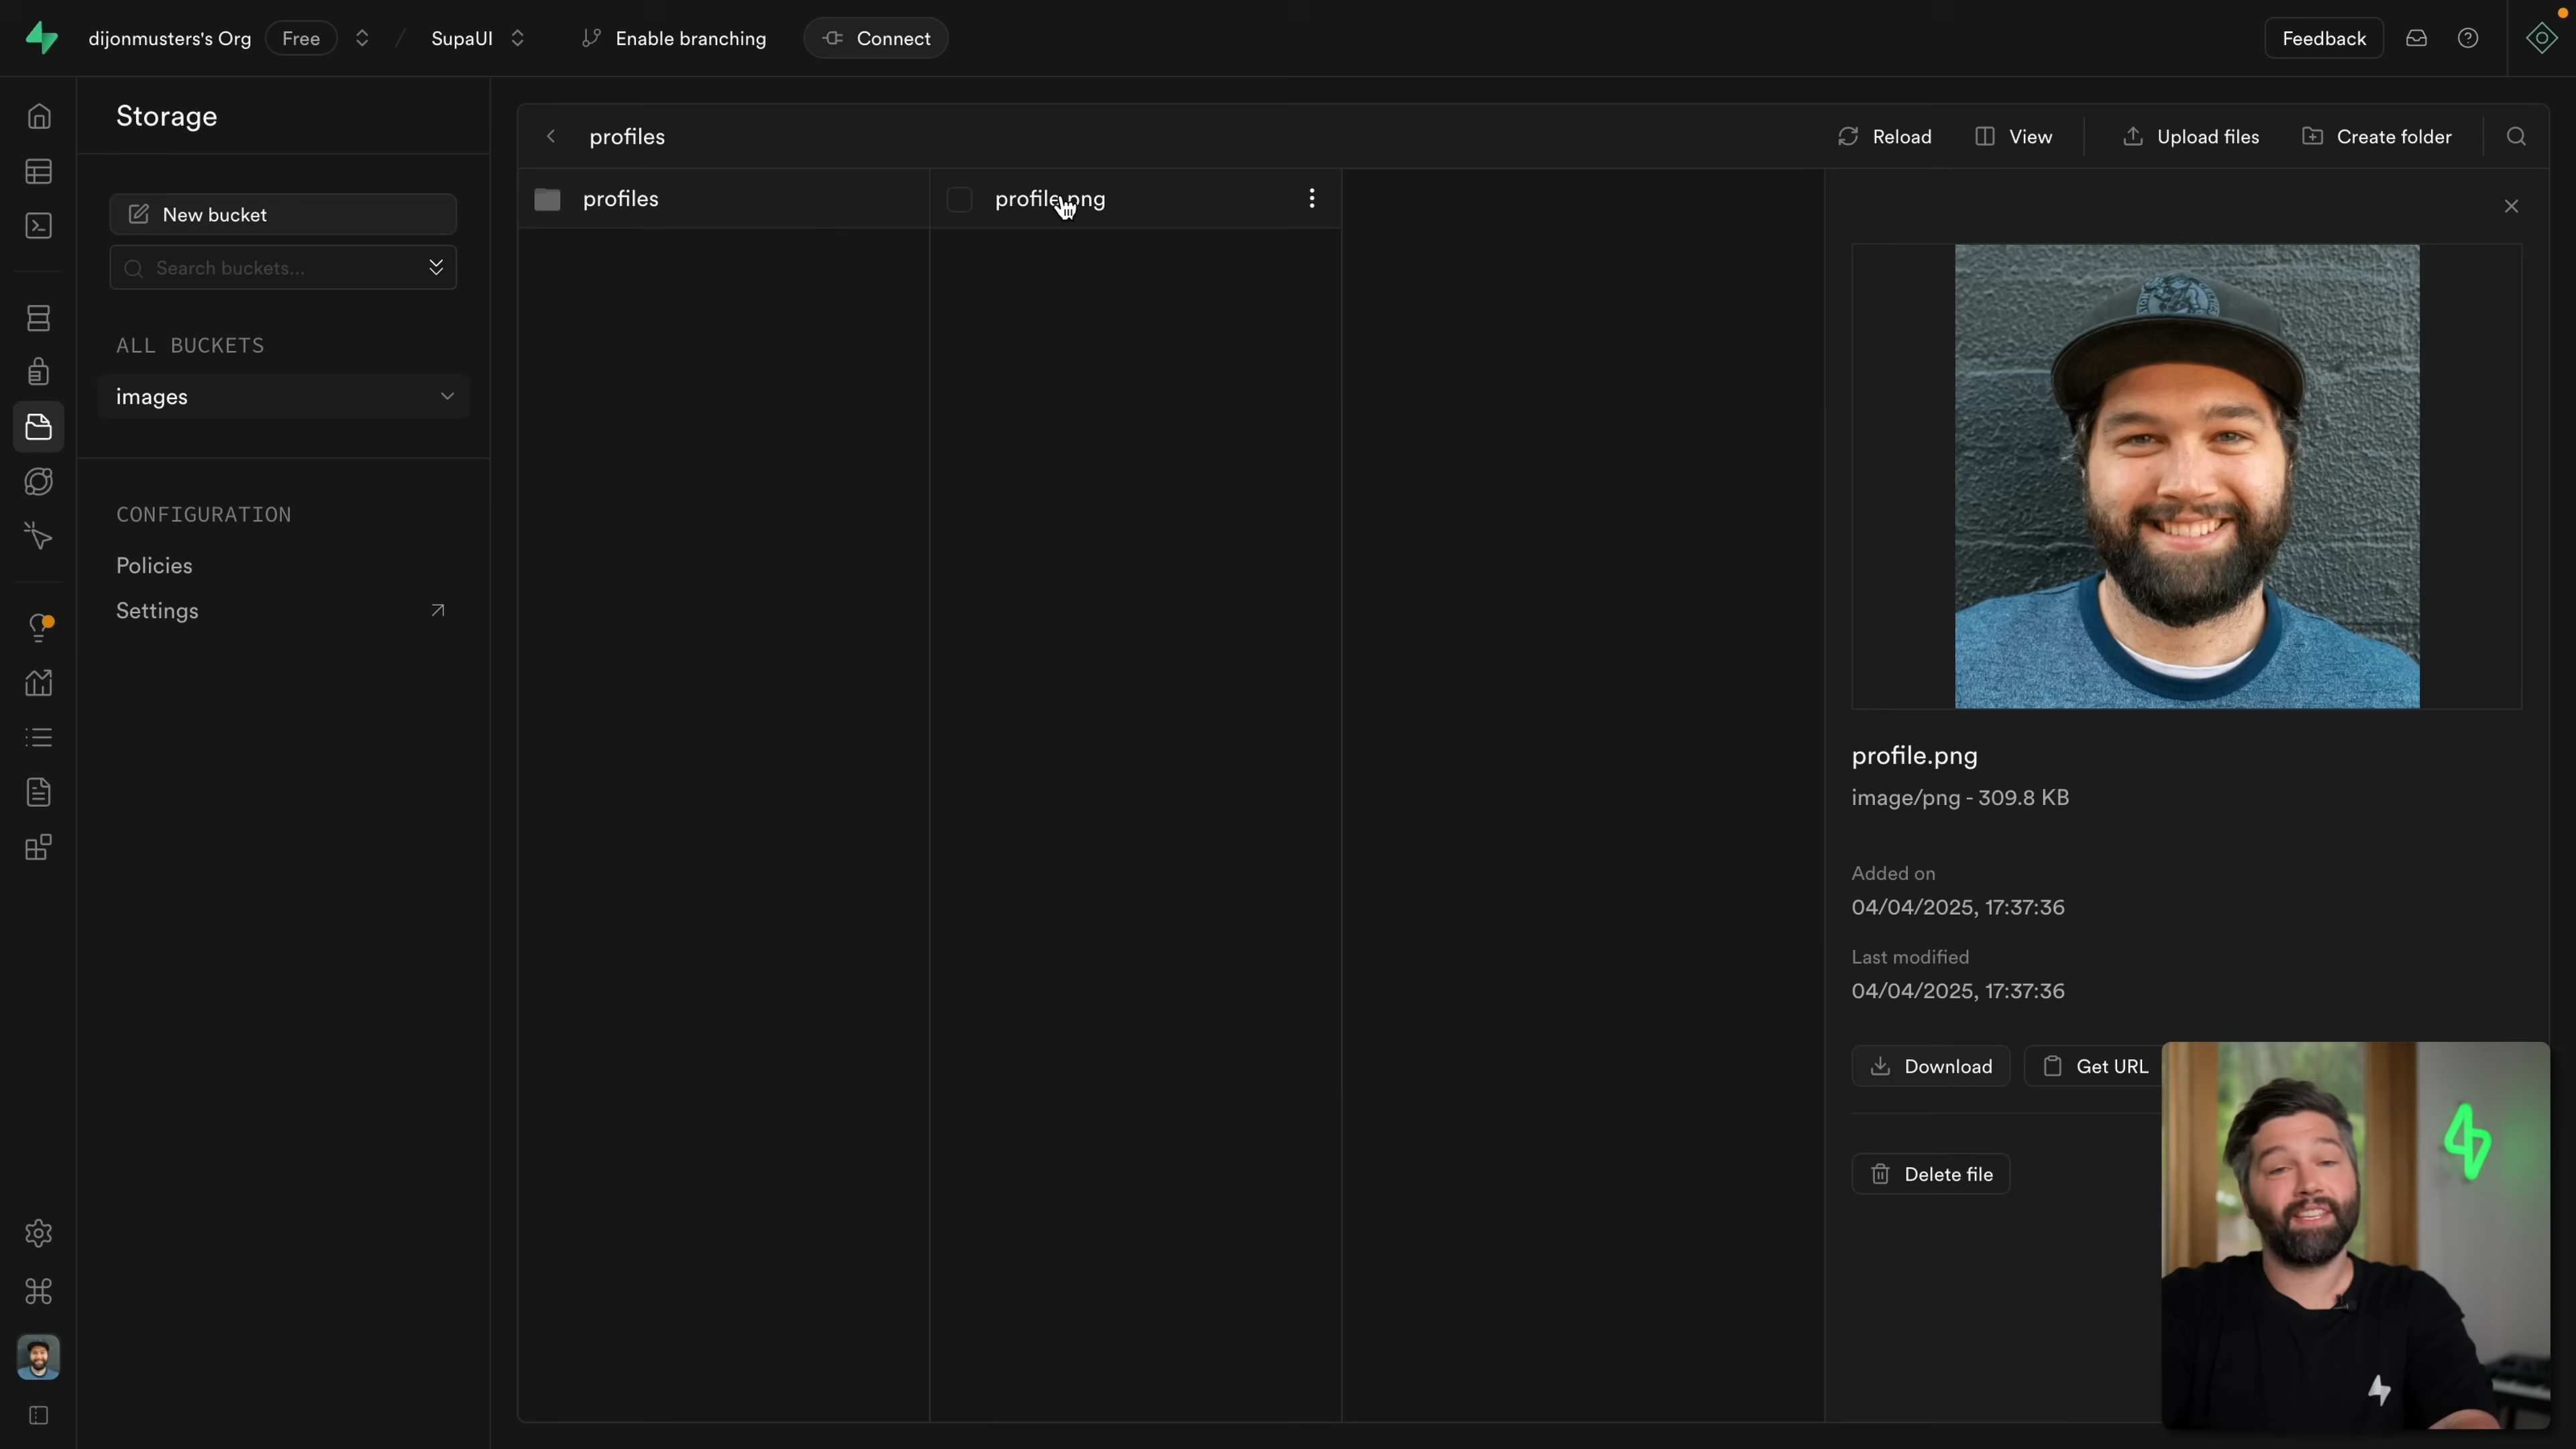 dijonmusters's Org Free / SupaUI Enable branching Connect Feedback
Storage
New bucket
Search buckets...
ALL BUCKETS
images
CONFIGURATION
Policies
Settings
profiles Reload View Upload files Create folder
profiles
profile.png
profile.png
image/png - 309.8 KB
Added on
04/04/2025, 17:37:36
Last modified
04/04/2025, 17:37:36
Download Get URL
Delete file